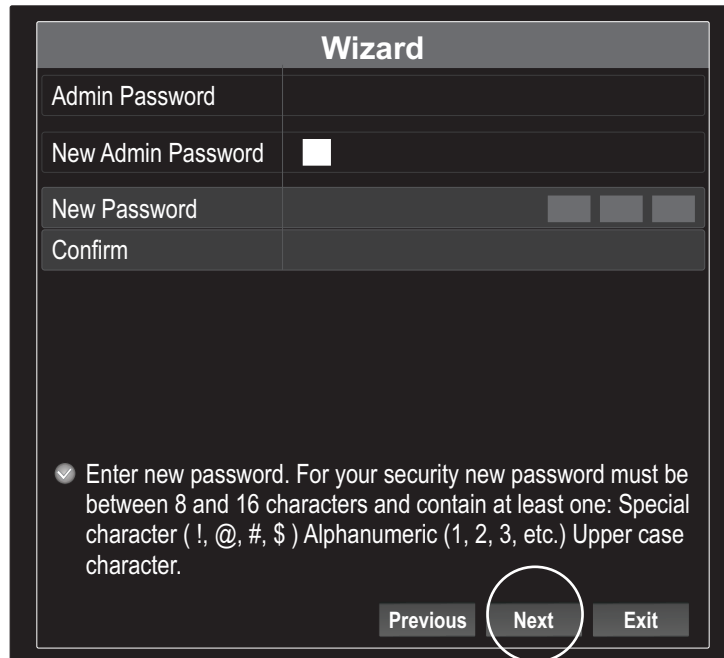 Wizard
Admin Password
New Admin Password
New Password
Confirm
Enter new password. For your security new password must be
between 8 and 16 characters and contain at least one: Special
character ( !, @, #, $ ) Alphanumeric (1, 2, 3, etc.) Upper case
character.
Previous Next Exit